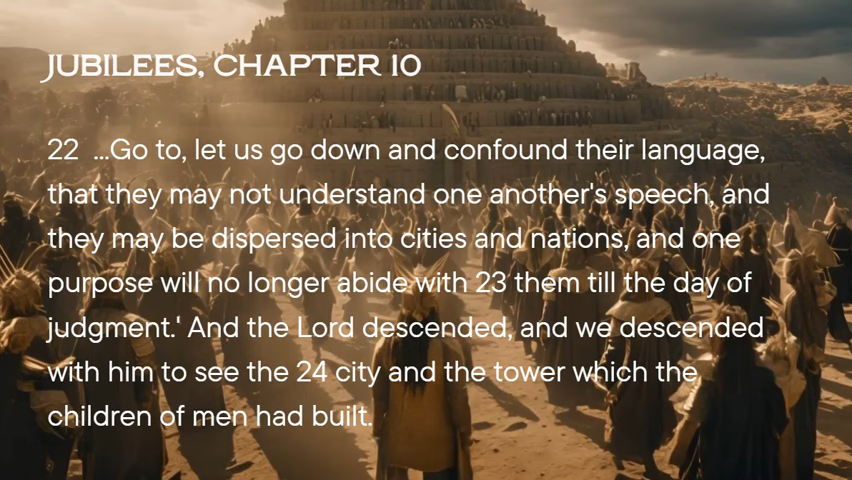 JUBILEES, CHAPTER 10
22 ...Go to, let us go down and confound their language,
that they may not understand one another's speech, and
they may be dispersed into cities and nations, and one
purpose will no longer abide with 23 them till the day of
judgment.' And the Lord descended, and we descended
with him to see the 24 city and the tower which the
children of men had built.